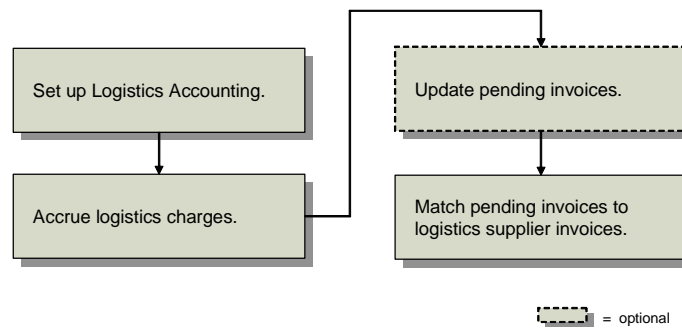 Set up Logistics Accounting.
Accrue logistics charges.
Update pending invoices.
Match pending invoices to
logistics supplier invoices.
= optional